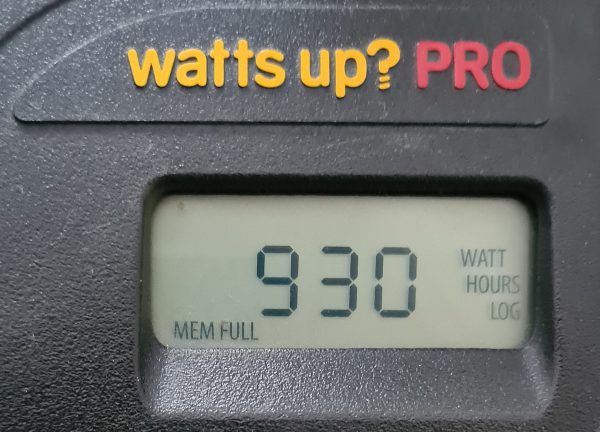 watts up? PRO
930
WATT
HOURS
LOG
MEM FULL